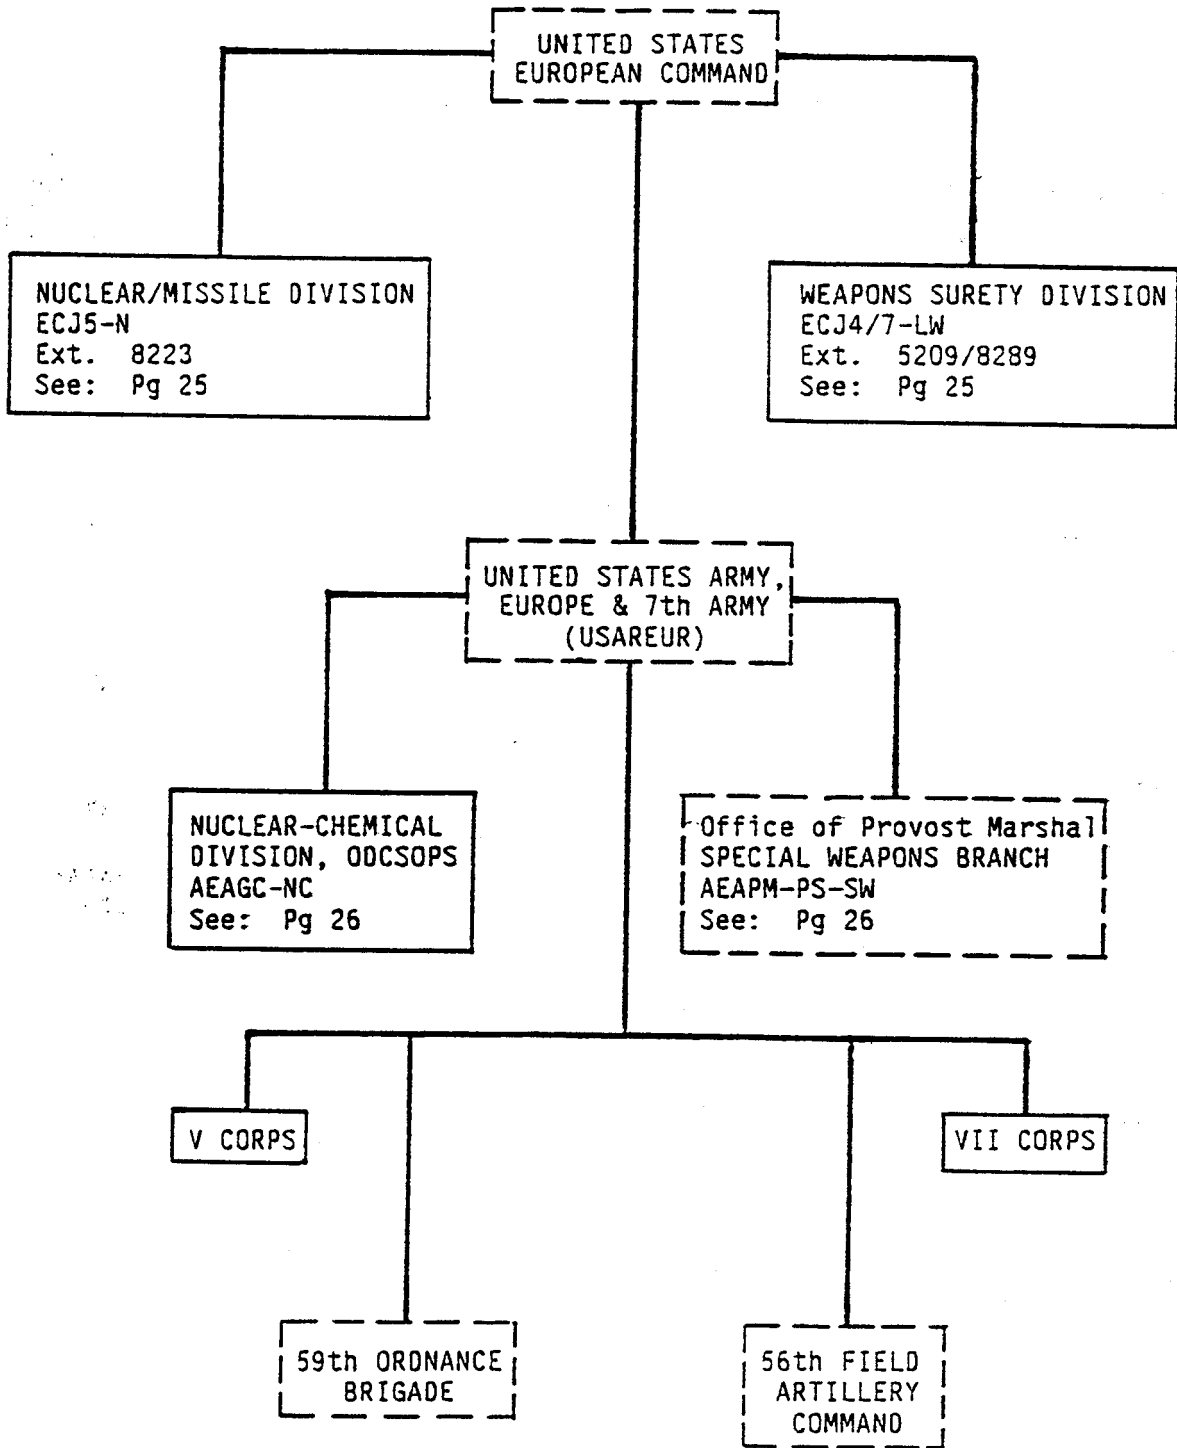 UNITED STATES
EUROPEAN COMMAND
NUCLEAR/MISSILE DIVISION
ECJ5-N
Ext. 8223
See: Pg 25
WEAPONS SURETY DIVISION
ECJ4/7-LW
Ext. 5209/8289
See: Pg 25
UNITED STATES ARMY,
EUROPE & 7th ARMY
(USAREUR)
NUCLEAR-CHEMICAL
DIVISION, ODCSOPS
AEAGC-NC
See: Pg 26
Office of Provost Marshal
SPECIAL WEAPONS BRANCH
AEAPM-PS-SW
See: Pg 26
V CORPS
VII CORPS
59th ORDNANCE
BRIGADE
56th FIELD
ARTILLERY
COMMAND